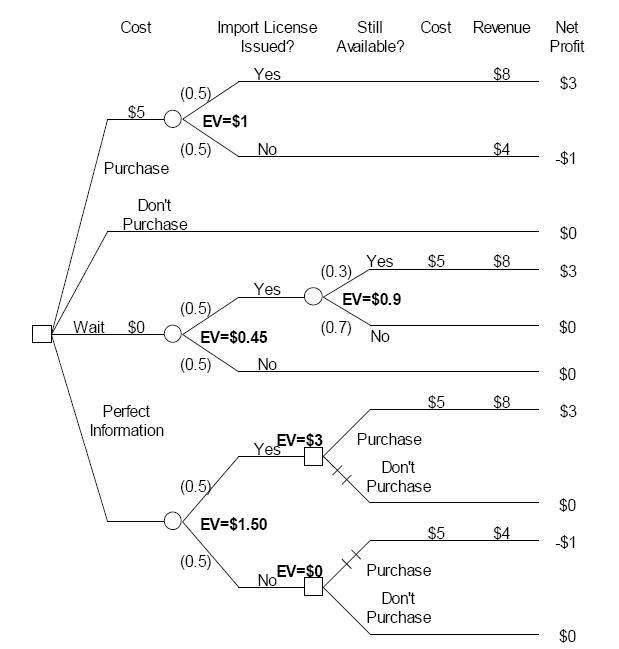 Cost Import License Still Cost Revenue Net
Issued? Available? Profit
Yes $8 $3
(0.5)
$5 EV=$1
(0.5) No $4 -$1
Purchase
Don't
Purchase $0
Yes $5 $8 $3
(0.3)
Yes EV=$0.9
(0.5)
Wait $0 (0.7) No $0
EV=$0.45
(0.5) No $0
$5 $8 $3
Perfect
Information
Purchase
EV=$3
Yes
Don't
Purchase
(0.5)
$0
EV=$1.50
$5 $4 -$1
(0.5)
EV=$0 Purchase
No
Don't
Purchase
$0